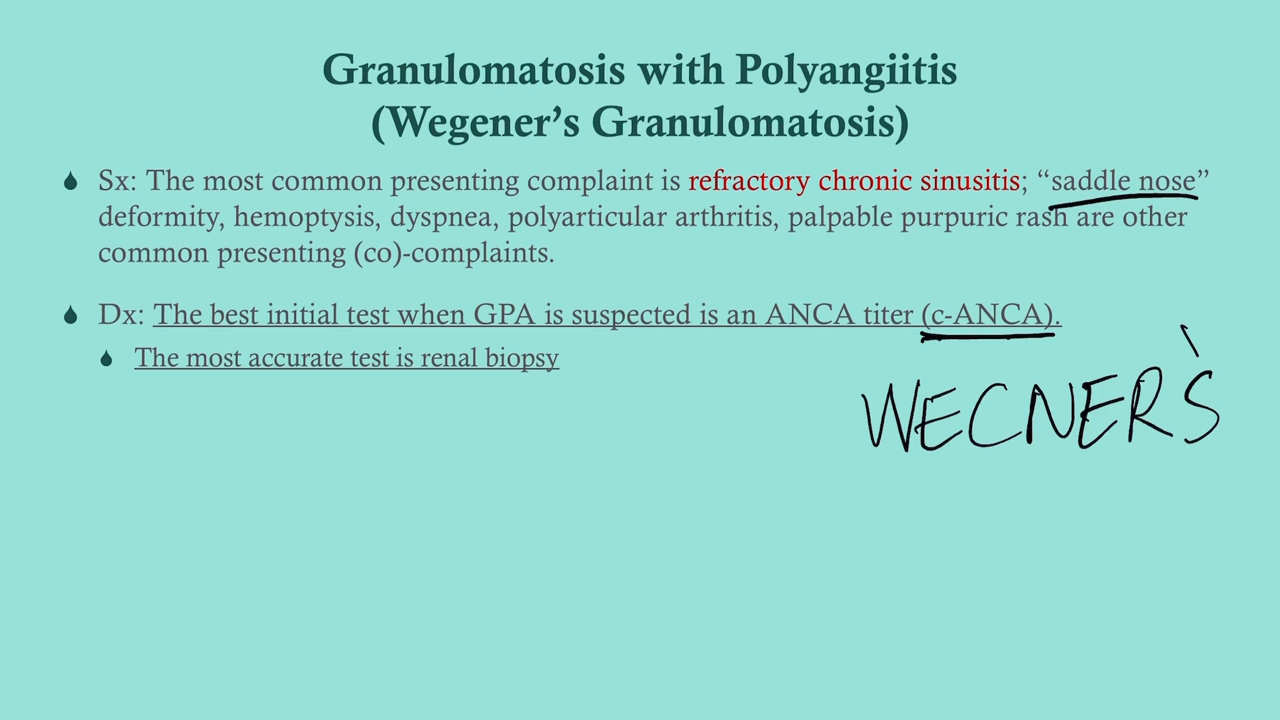 Granulomatosis with Polyangiitis
(Wegener’s Granulomatosis)
Sx: The most common presenting complaint is refractory chronic sinusitis; “saddle nose”
deformity, hemoptysis, dyspnea, polyarticular arthritis, palpable purpuric rash are other
common presenting (co)-complaints.
Dx: The best initial test when GPA is suspected is an ANCA titer (c-ANCA).
The most accurate test is renal biopsy
WECNER'S